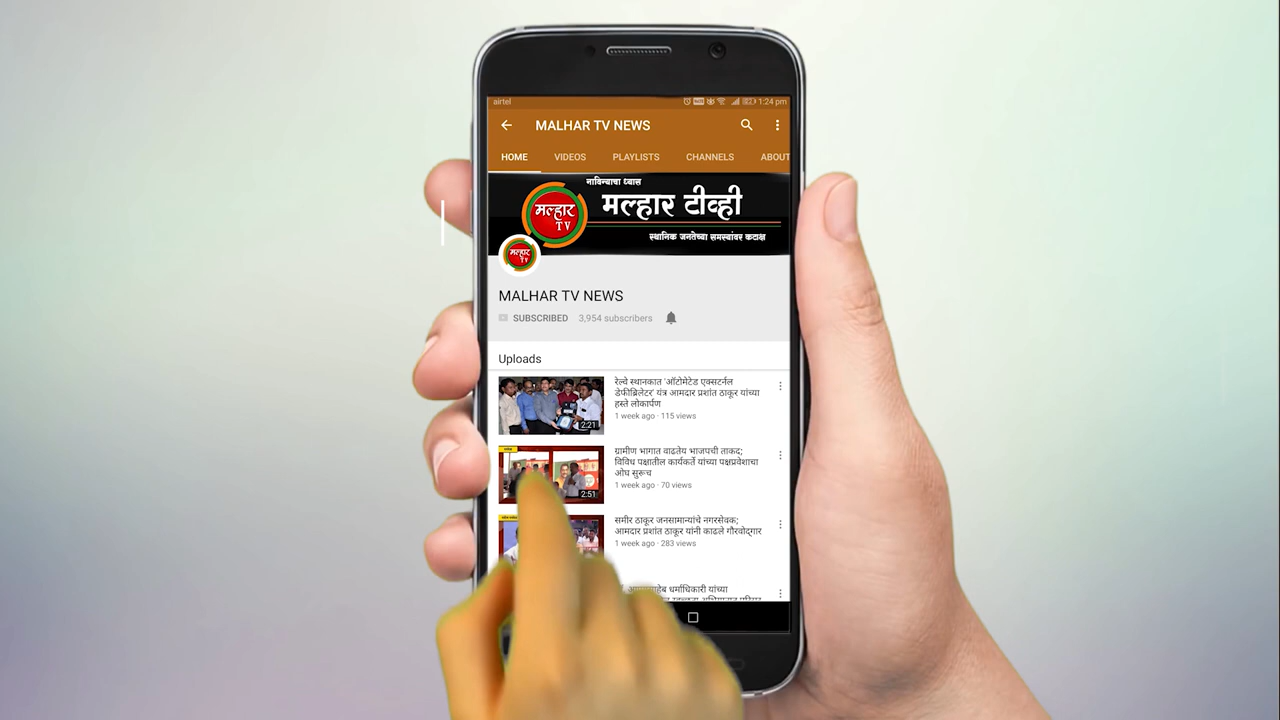 airtel
1:24 pm
MALHAR TV NEWS
HOME VIDEOS PLAYLISTS CHANNELS ABOUT
नाविन्याचा ध्यास
मल्हार टीव्ही
मल्हार
TV
स्थानिक जनतेच्या समस्यांवर कटाक्ष
मल्हार
TV
MALHAR TV NEWS
SUBSCRIBED 3,954 subscribers
Uploads
रेल्वे स्थानकात 'ऑटोमेटेड एक्सटर्नल
डेफीब्रिलेटर' यंत्र आमदार प्रशांत ठाकूर यांच्या
हस्ते लोकार्पण
1 week ago · 115 views
2:21
ग्रामीण भागात वाढतेय भाजपची ताकद;
विविध पक्षातील कार्यकर्ते यांच्या पक्षप्रवेशाचा
ओघ सुरूच
1 week ago · 70 views
2:51
समीर ठाकूर जनसामान्यांचे नगरसेवक;
आमदार प्रशांत ठाकूर यांनी काढले गौरवोद्गार
1 week ago · 283 views
धर्माधिकारी यांच्या